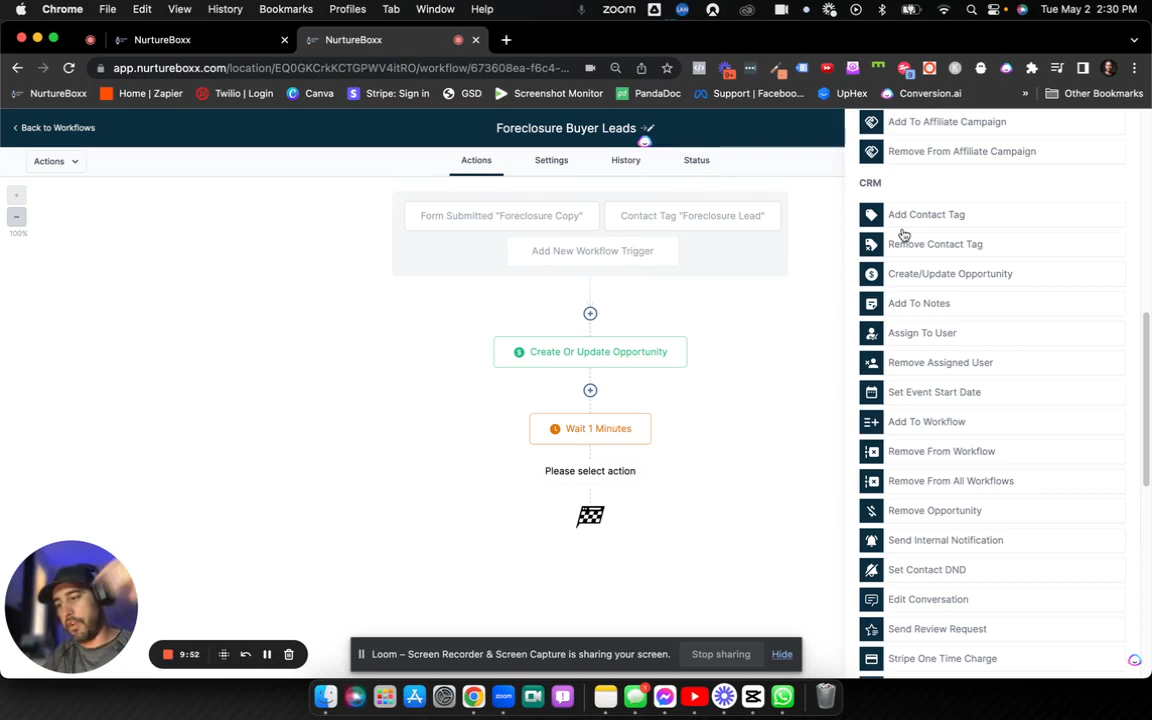 Chrome File Edit View History Bookmarks Profiles Tab Window Help zoom LAN Tue May 2 2:30 PM
NurtureBoxx NurtureBoxx
app.nurtureboxx.com/location/EQ0GKCrkKCTGPWV4itRO/workflow/673608ea-f6c4-...
NurtureBoxx Home | Zapier Twilio | Login Canva Stripe: Sign in GSD Screenshot Monitor PandaDoc Support | Faceboo... UpHex Conversion.ai » Other Bookmarks
Back to Workflows
Foreclosure Buyer Leads
Actions
Actions Settings History Status
100%
Form Submitted "Foreclosure Copy" Contact Tag "Foreclosure Lead"
Add New Workflow Trigger
Create Or Update Opportunity
Wait 1 Minutes
Please select action
Add To Affiliate Campaign
Remove From Affiliate Campaign
CRM
Add Contact Tag
Remove Contact Tag
Create/Update Opportunity
Add To Notes
Assign To User
Remove Assigned User
Set Event Start Date
Add To Workflow
Remove From Workflow
Remove From All Workflows
Remove Opportunity
Send Internal Notification
Set Contact DND
Edit Conversation
Send Review Request
Stripe One Time Charge
9:52
Loom – Screen Recorder & Screen Capture is sharing your screen. Stop sharing Hide
zoom